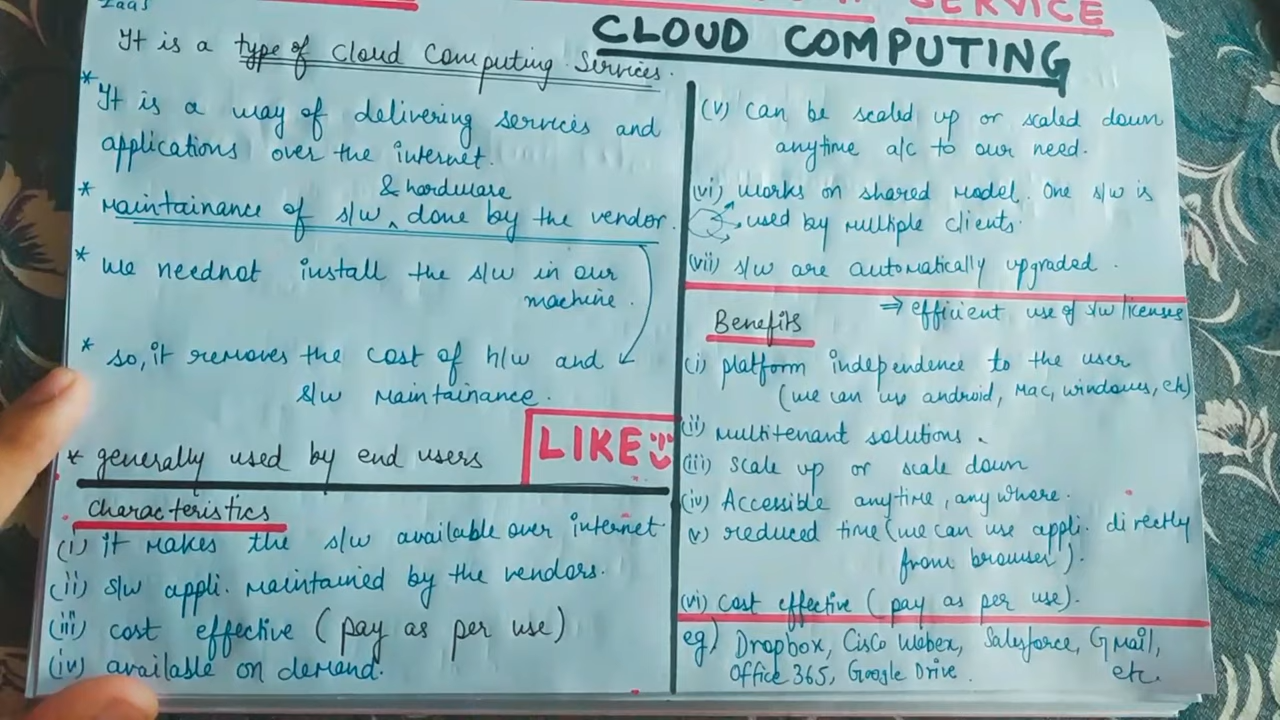 SERVICE
CLOUD COMPUTING
It is a type of Cloud Computing Services.
* It is a way of delivering services and
applications over the internet.
& hardware
* Maintainance of s/w ^ done by the vendor.
* we neednot install the s/w in our
machine.
* so, it removes the cost of h/w and
s/w Maintainance.
LIKE
* generally used by end users
Characteristics
(i) it makes the s/w available over internet
(ii) s/w appli. maintained by the vendors.
(iii) cost effective (pay as per use)
(iv) available on demand.
(v) can be scaled up or scaled down
anytime a/c to our need.
(vi) works on shared model. One s/w is
used by multiple clients.
(vii) s/w are automatically upgraded.
⇒ efficient use of s/w licenses
Benefits
(i) platform independence to the user
(we can use android, Mac, windows, etc)
(ii) multitenant solutions.
(iii) scale up or scale down
(iv) Accessible anytime, any where.
(v) reduced time (we can use appli. directly
from browser).
(vi) cost effective (pay as per use).
eg) Dropbox, Cisco Webex, Salesforce, Gmail,
Office 365, Google Drive. etc.